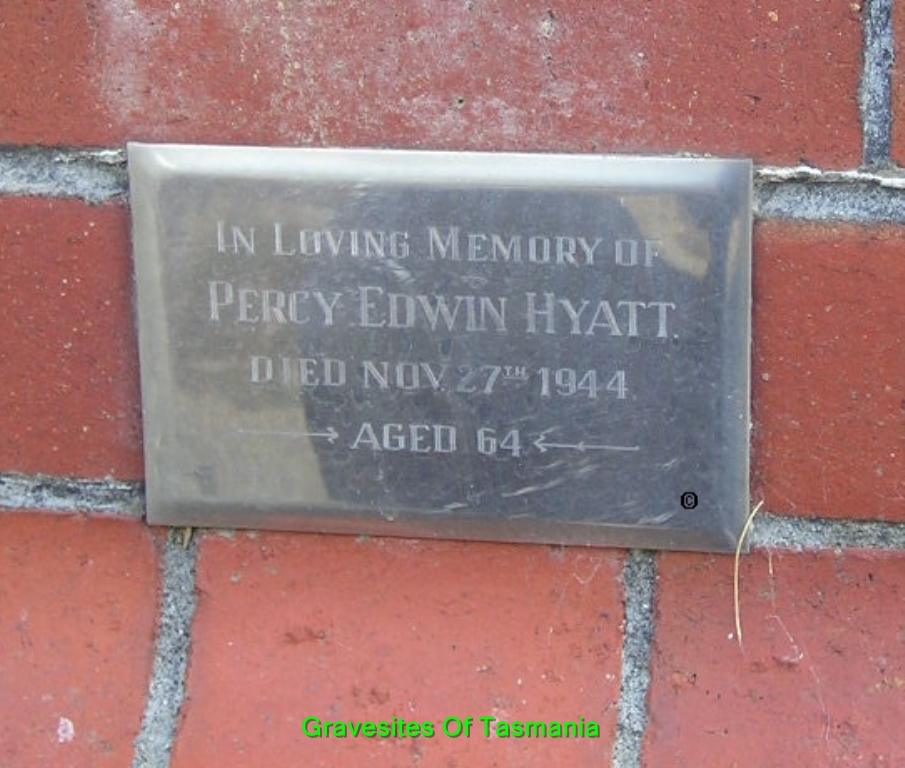 IN LOVING MEMORY OF
PERCY EDWIN HYATT.
DIED NOV. 27TH 1944.
AGED 64
©
Gravesites Of Tasmania